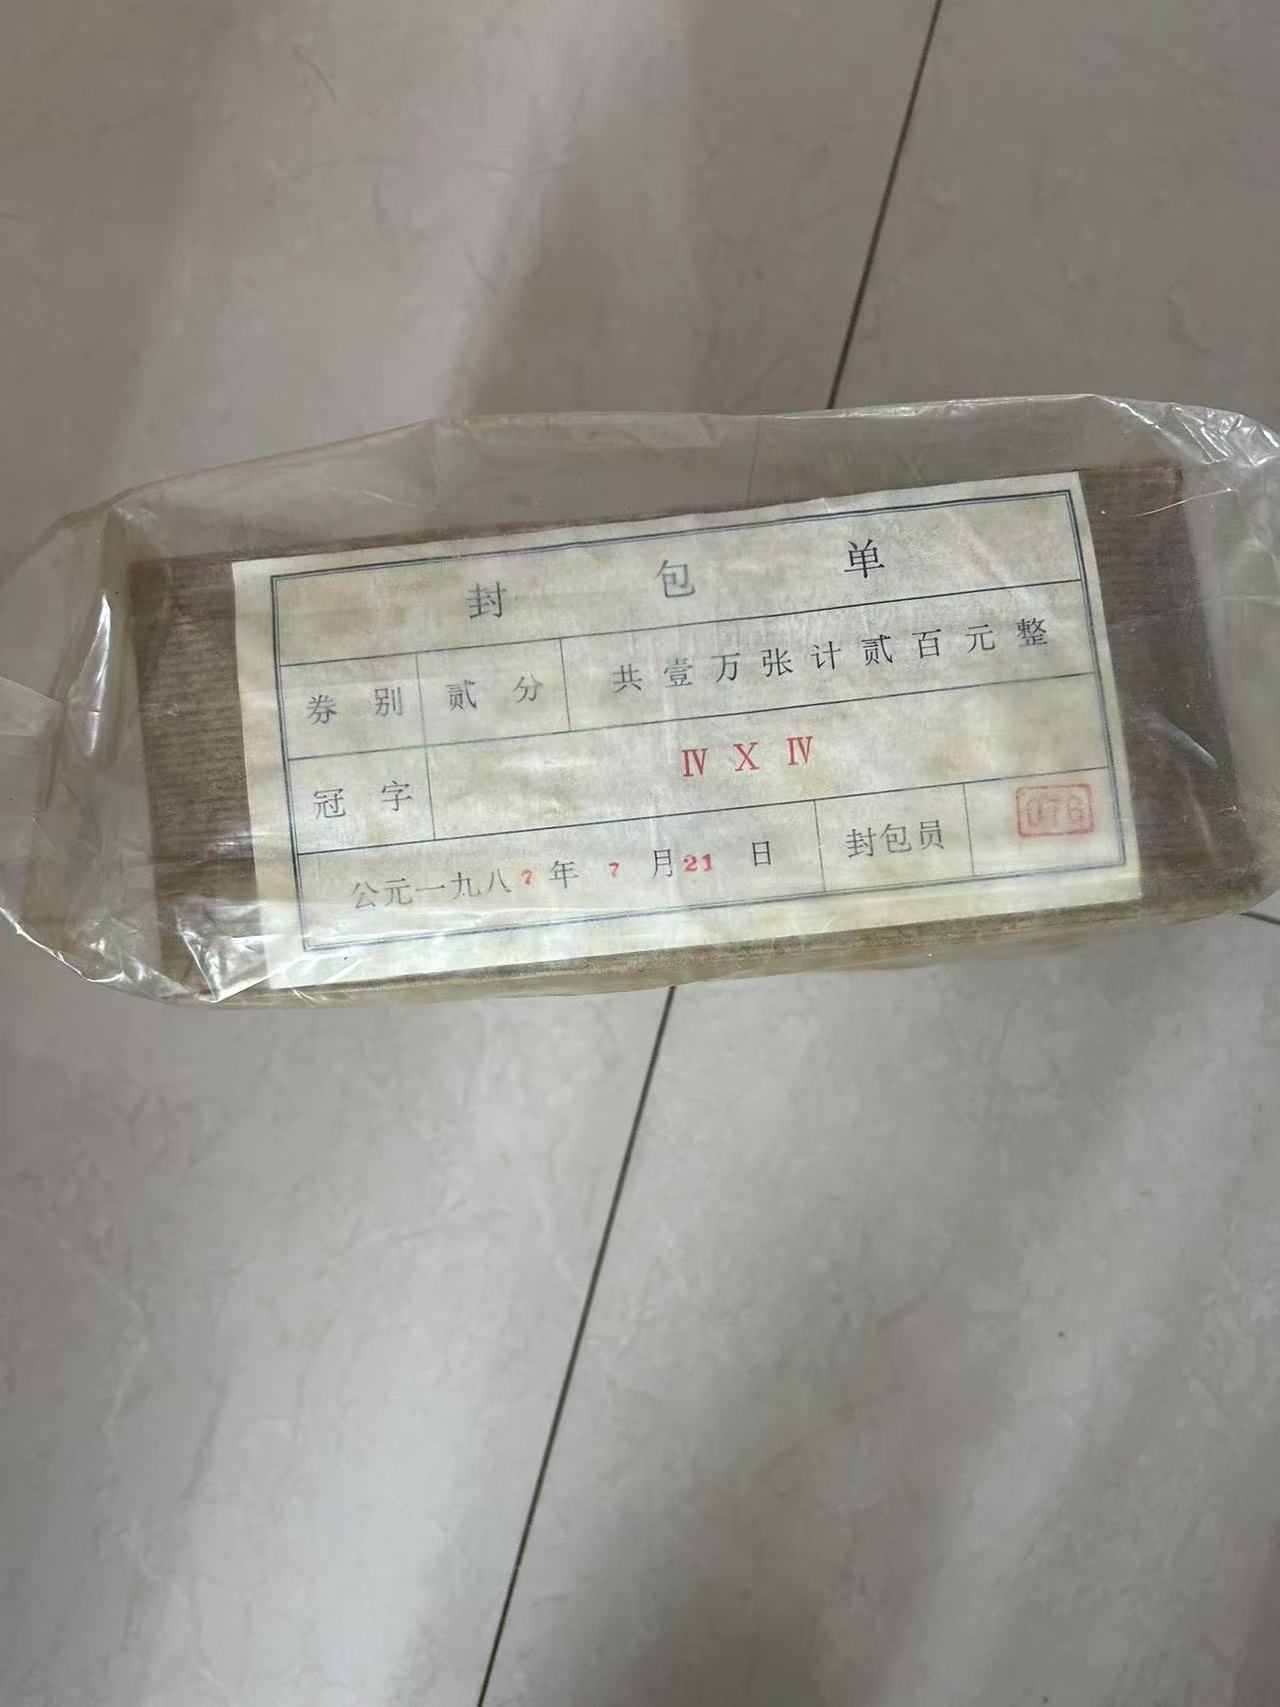 封包单
券别 贰分 共壹万张计贰百元整
冠字 Ⅳ X Ⅳ
公元一九八7年 7月21日 封包员 076